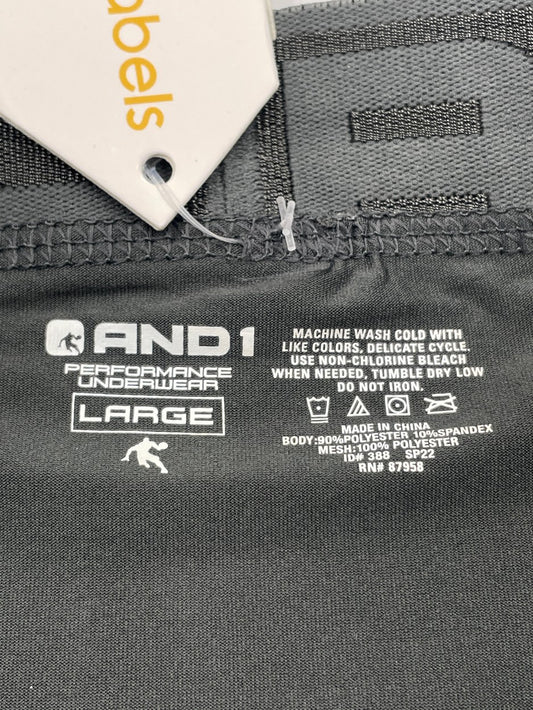 abels
AND1
PERFORMANCE
UNDERWEAR
LARGE
MACHINE WASH COLD WITH
LIKE COLORS, DELICATE CYCLE.
USE NON-CHLORINE BLEACH
WHEN NEEDED, TUMBLE DRY LOW
DO NOT IRON.
MADE IN CHINA
BODY:90%POLYESTER 10%SPANDEX
MESH:100% POLYESTER
ID# 388 SP22
RN# 87958